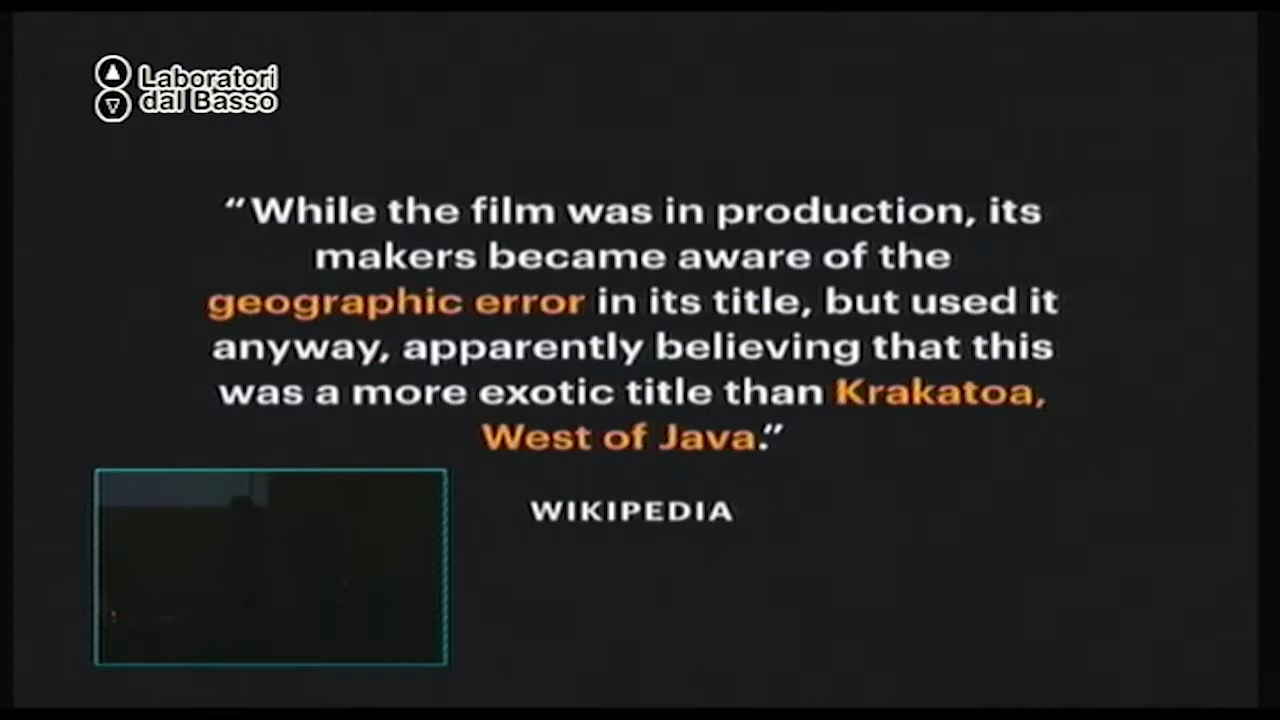 Laboratori
dal Basso
“While the film was in production, its
makers became aware of the
geographic error in its title, but used it
anyway, apparently believing that this
was a more exotic title than Krakatoa,
West of Java.”
WIKIPEDIA